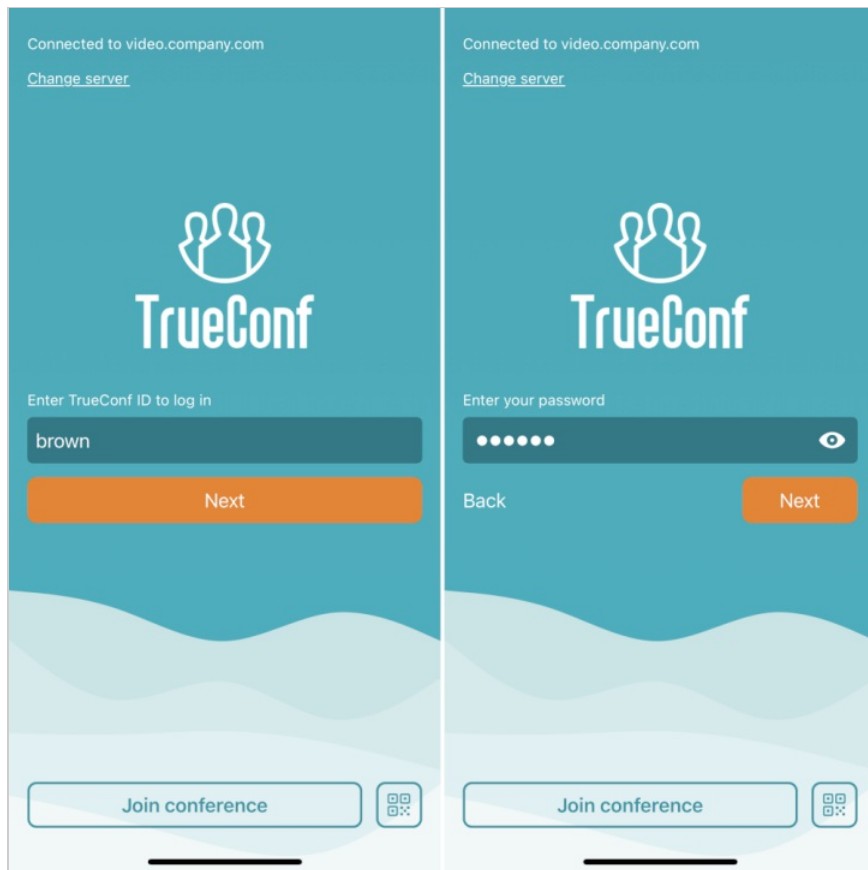 Connected to video.company.com
Change server
TrueConf
Enter TrueConf ID to log in
brown
Next
Join conference
Connected to video.company.com
Change server
TrueConf
Enter your password
••••••
Back
Next
Join conference